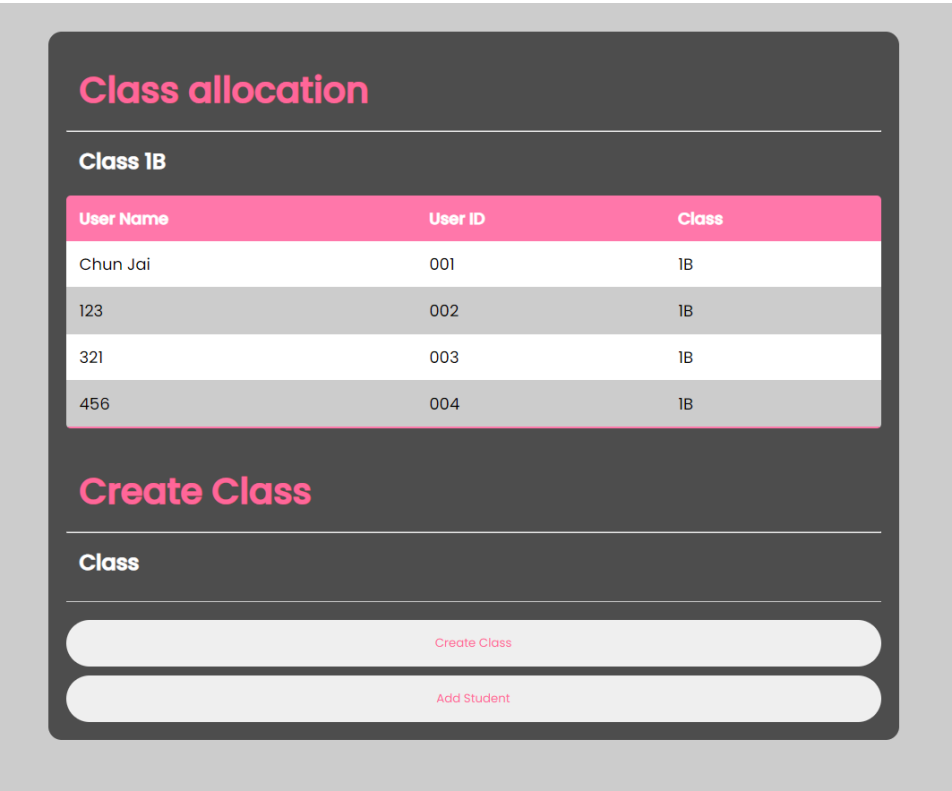 Class allocation
Class 1B
User Name User ID Class
Chun Jai 001 1B
123 002 1B
321 003 1B
456 004 1B
Create Class
Class
Create Class
Add Student